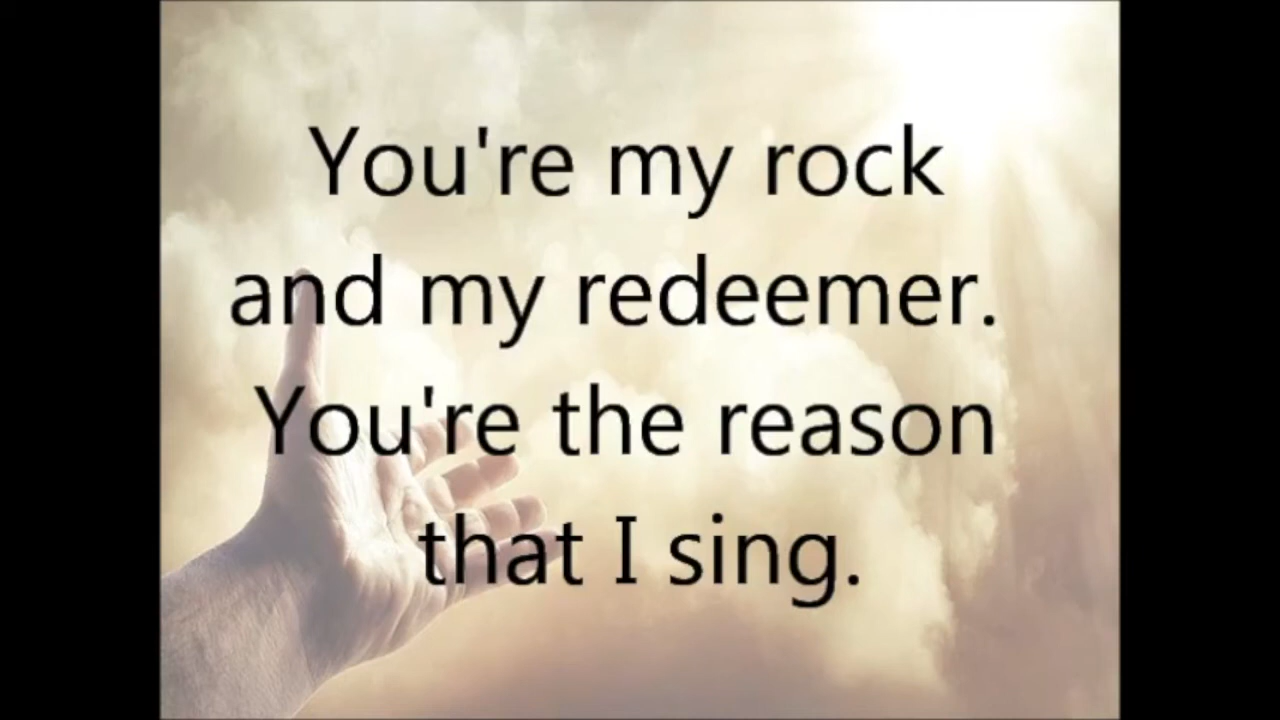 You're my rock
and my redeemer.
You're the reason
that I sing.